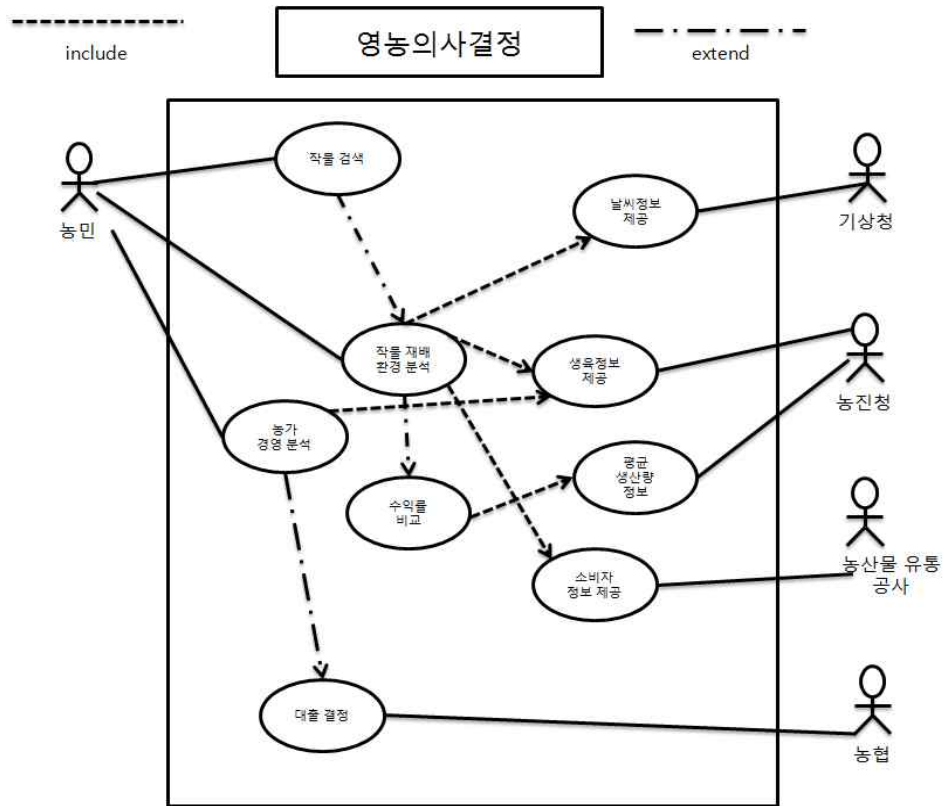 include
영농의사결정
extend
농민
작물 검색
날씨정보
제공
기상청
작물 재배
환경 분석
생육정보
제공
농진청
농가
경영 분석
수익률
비교
평균
생산량
정보
소비자
정보 제공
농산물 유통
공사
대출 결정
농협